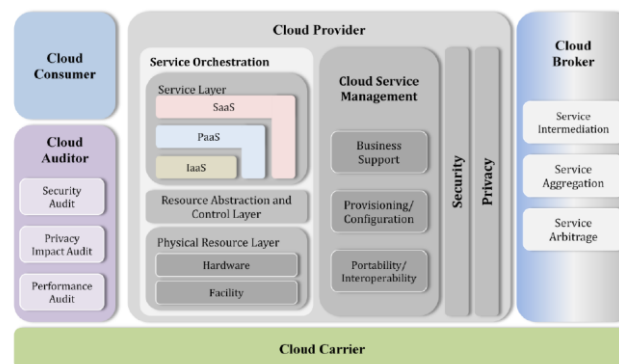 Cloud
Consumer
Cloud
Auditor
Security
Audit
Privacy
Impact Audit
Performance
Audit
Cloud Provider
Service Orchestration
Service Layer
SaaS
PaaS
IaaS
Resource Abstraction and
Control Layer
Physical Resource Layer
Hardware
Facility
Cloud Service
Management
Business
Support
Provisioning/
Configuration
Portability/
Interoperability
Security
Privacy
Cloud
Broker
Service
Intermediation
Service
Aggregation
Service
Arbitrage
Cloud Carrier